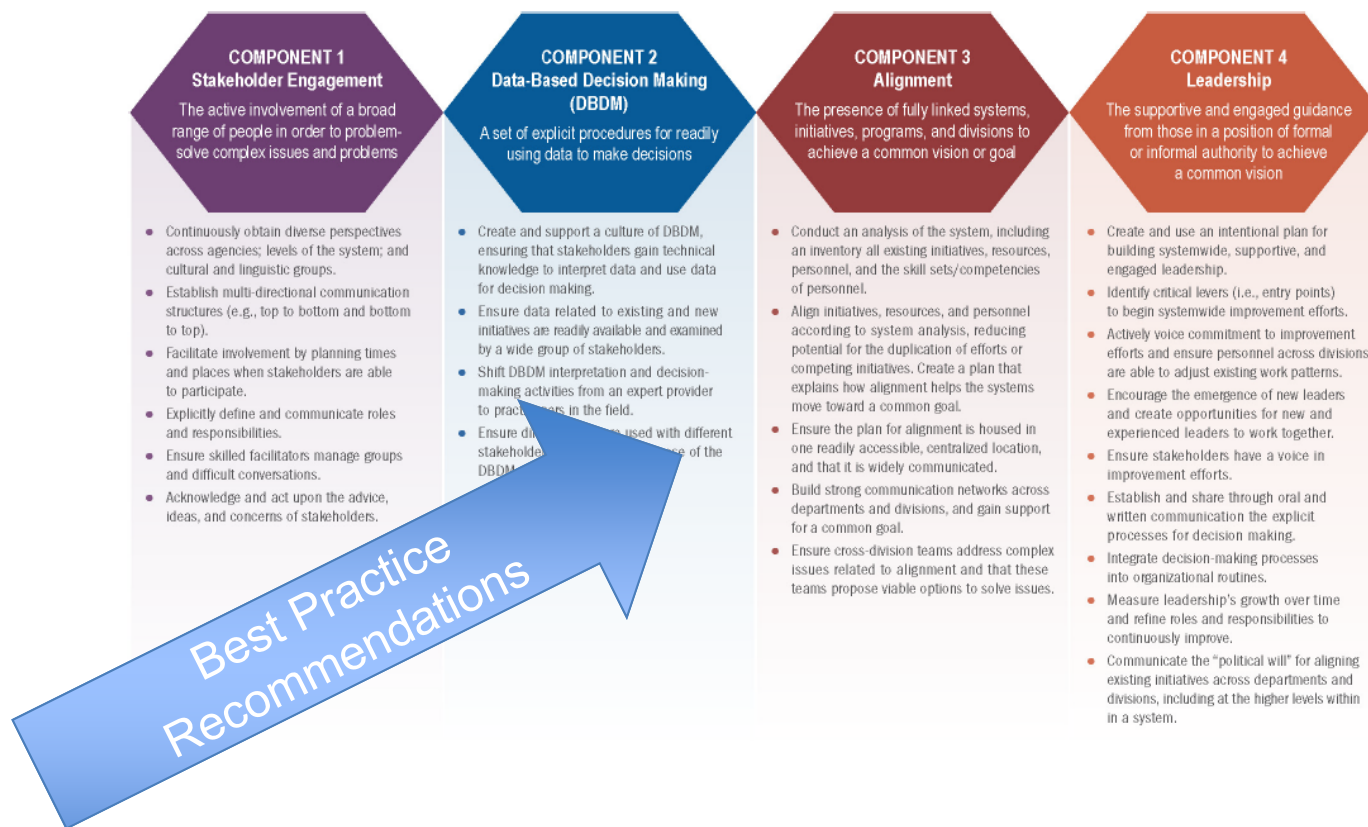 COMPONENT 1
Stakeholder Engagement
The active involvement of a broad
range of people in order to problem-
solve complex issues and problems
• Continuously obtain diverse perspectives
across agencies; levels of the system; and
cultural and linguistic groups.
• Establish multi-directional communication
structures (e.g., top to bottom and bottom
to top).
• Facilitate involvement by planning times
and places when stakeholders are able
to participate.
• Explicitly define and communicate roles
and responsibilities.
• Ensure skilled facilitators manage groups
and difficult conversations.
• Acknowledge and act upon the advice,
ideas, and concerns of stakeholders.
COMPONENT 2
Data-Based Decision Making
(DBDM)
A set of explicit procedures for readily
using data to make decisions
• Create and support a culture of DBDM,
ensuring that stakeholders gain technical
knowledge to interpret data and use data
for decision making.
• Ensure data related to existing and new
initiatives are readily available and examined
by a wide group of stakeholders.
• Shift DBDM interpretation and decision-
making activities from an expert provider
to in the field.
• Ensure used with different
of the
DBDM
COMPONENT 3
Alignment
The presence of fully linked systems,
initiatives, programs, and divisions to
achieve a common vision or goal
• Conduct an analysis of the system, including
an inventory all existing initiatives, resources,
personnel, and the skill sets/competencies
of personnel.
• Align initiatives, resources, and personnel
according to system analysis, reducing
potential for the duplication of efforts or
competing initiatives. Create a plan that
explains how alignment helps the systems
move toward a common goal.
• Ensure the plan for alignment is housed in
one readily accessible, centralized location,
and that it is widely communicated.
• Build strong communication networks across
departments and divisions, and gain support
for a common goal.
• Ensure cross-division teams address complex
issues related to alignment and that these
teams propose viable options to solve issues.
COMPONENT 4
Leadership
The supportive and engaged guidance
from those in a position of formal
or informal authority to achieve
a common vision
• Create and use an intentional plan for
building systemwide, supportive, and
engaged leadership.
• Identify critical levers (i.e., entry points)
to begin systemwide improvement efforts.
• Actively voice commitment to improvement
efforts and ensure personnel across divisions
are able to adjust existing work patterns.
• Encourage the emergence of new leaders
and create opportunities for new and
experienced leaders to work together.
• Ensure stakeholders have a voice in
improvement efforts.
• Establish and share through oral and
written communication the explicit
processes for decision making.
• Integrate decision-making processes
into organizational routines.
• Measure leadership's growth over time
and refine roles and responsibilities to
continuously improve.
• Communicate the "political will" for aligning
existing initiatives across departments and
divisions, including at the higher levels within
in a system.
Best Practice
Recommendations